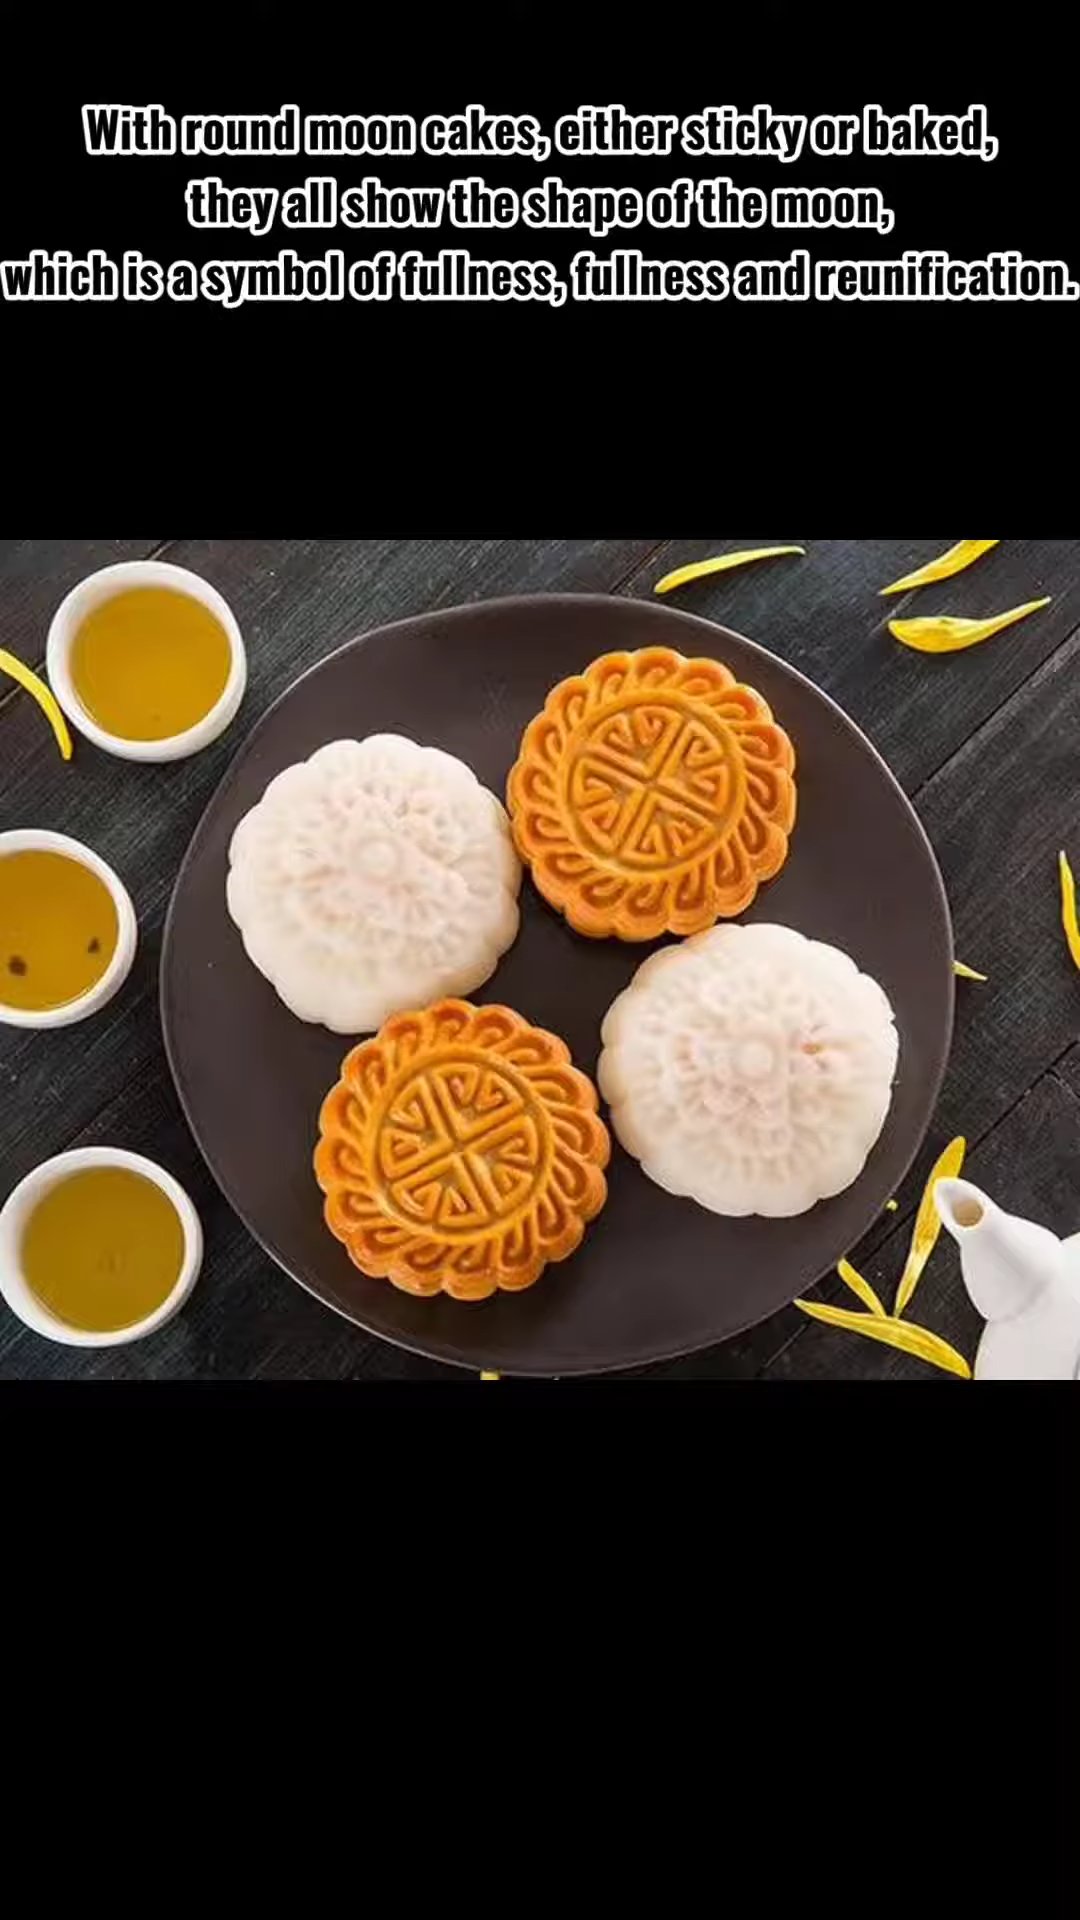 With round moon cakes, either sticky or baked,
they all show the shape of the moon,
which is a symbol of fullness, fullness and reunification.